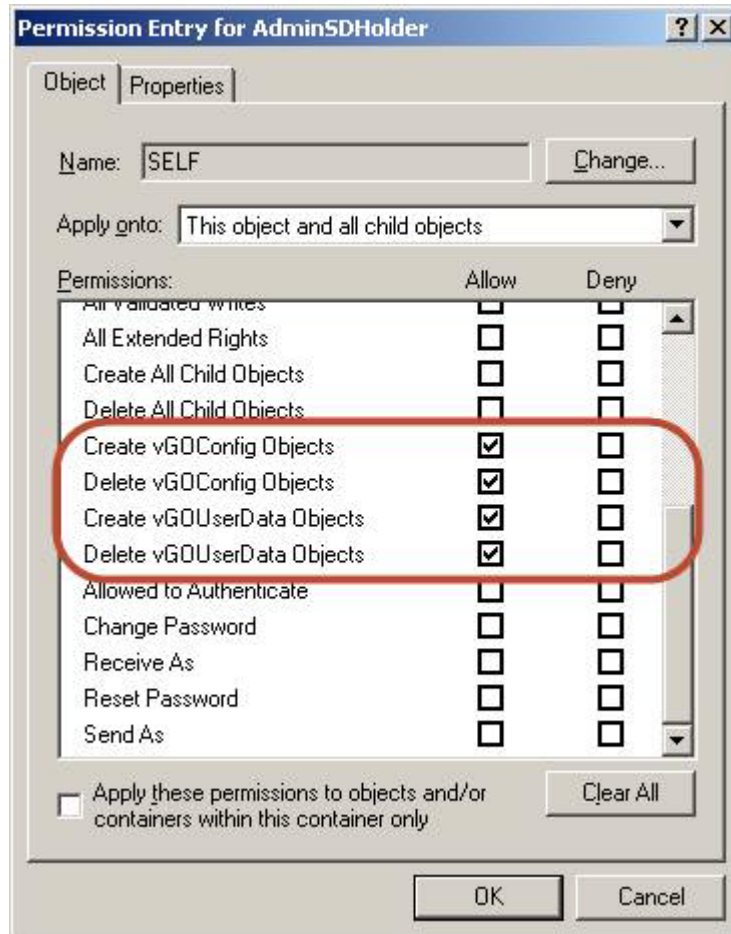 Permission Entry for AdminSDHolder
Object Properties
Name: SELF Change...
Apply onto: This object and all child objects
Permissions: Allow Deny
All Validated Writes
All Extended Rights
Create All Child Objects
Delete All Child Objects
Create vGOConfig Objects
Delete vGOConfig Objects
Create vGOUserData Objects
Delete vGOUserData Objects
Allowed to Authenticate
Change Password
Receive As
Reset Password
Send As
Apply these permissions to objects and/or Clear All
containers within this container only
OK Cancel